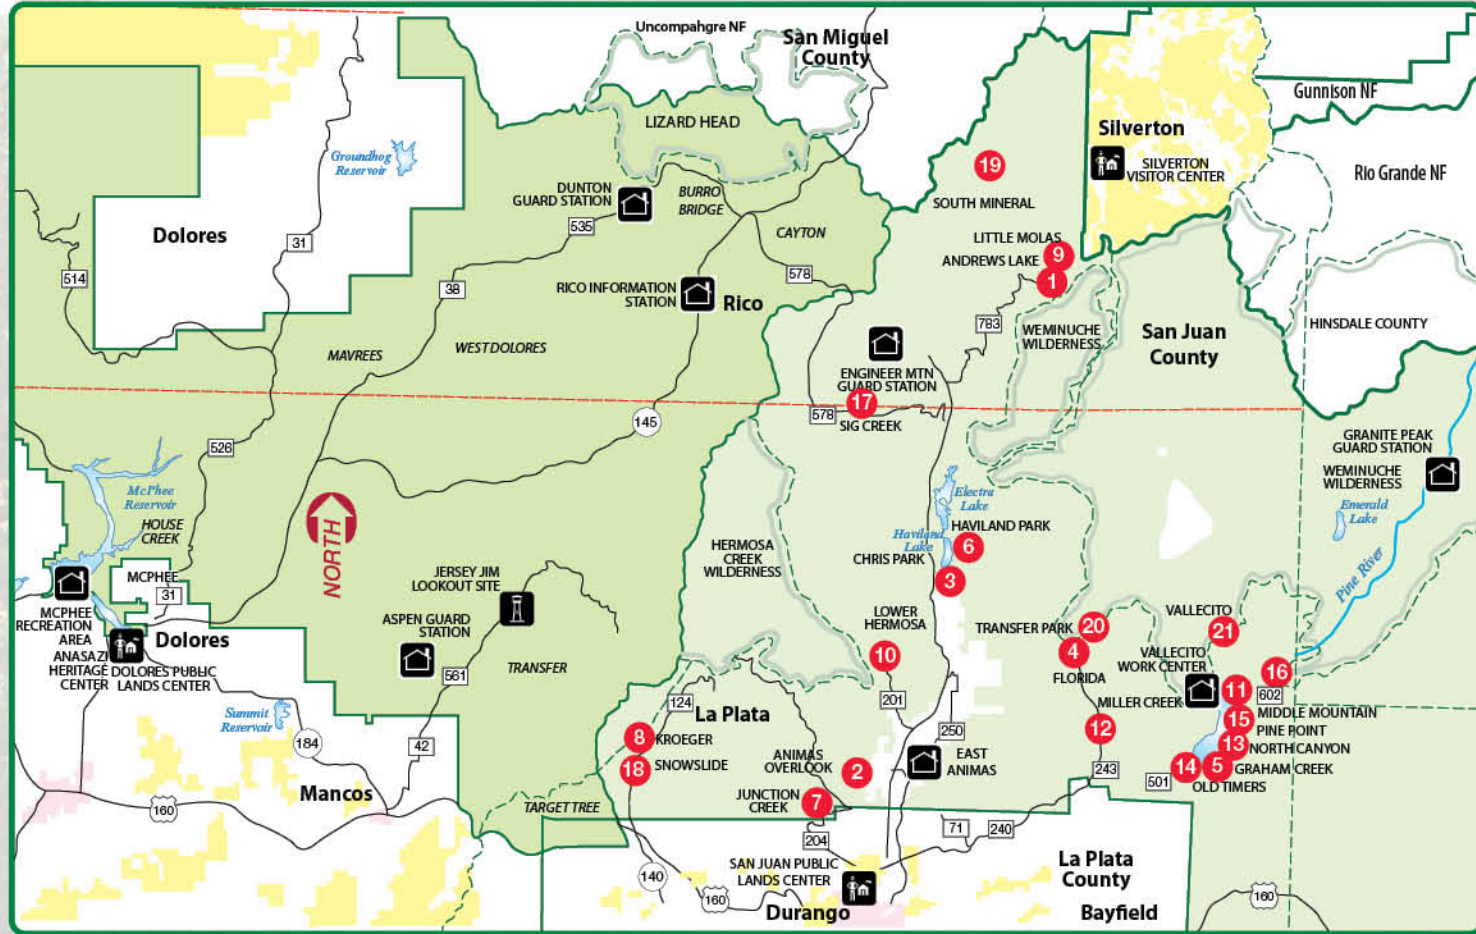 Uncompahgre NF
San Miguel
County
Gunnison NF
LIZARD HEAD
Silverton
Groundhog
Reservoir
19
SILVERTON
VISITOR CENTER
Rio Grande NF
DUNTON
GUARD STATION
BURRO
BRIDGE
SOUTH MINERAL
535
Dolores
31
CAYTON
LITTLE MOLAS
9
ANDREWS LAKE
1
514
578
38
RICO INFORMATION
STATION
Rico
783
WEMINUCHE
WILDERNESS
San Juan
County
HINSDALE COUNTY
MAVREES
WEST DOLORES
ENGINEER MTN
GUARD STATION
17
578
SIG CREEK
145
526
GRANITE PEAK
GUARD STATION
WEMINUCHE
WILDERNESS
McPhee
Reservoir
HOUSE
CREEK
NORTH
Electra
Lake
Emerald
Lake
HAVILAND PARK
Haviland
Lake
6
HERMOSA
CREEK
WILDERNESS
CHRIS PARK
3
Pine River
MCPHEE
31
JERSEY JIM
LOOKOUT SITE
MCPHEE
RECREATION
AREA
ASPEN GUARD
STATION
LOWER
HERMOSA
10
TRANSFER PARK
20
4
FLORIDA
VALLECITO
21
VALLECITO
WORK CENTER
Dolores
ANASAZI
HERITAGE
CENTER
DOLORES PUBLIC
LANDS CENTER
561
TRANSFER
16
602
11
MILLER CREEK
124
La Plata
201
Summit
Reservoir
184
42
8
KROEGER
18
SNOWSLIDE
250
12
15
MIDDLE MOUNTAIN
PINE POINT
13
NORTH CANYON
ANIMAS
OVERLOOK
2
EAST
ANIMAS
243
14
5
GRAHAM CREEK
501
OLD TIMERS
Mancos
160
TARGET TREE
JUNCTION
CREEK
7
204
71
240
SAN JUAN PUBLIC
LANDS CENTER
La Plata
County
140
160
Durango
Bayfield
160